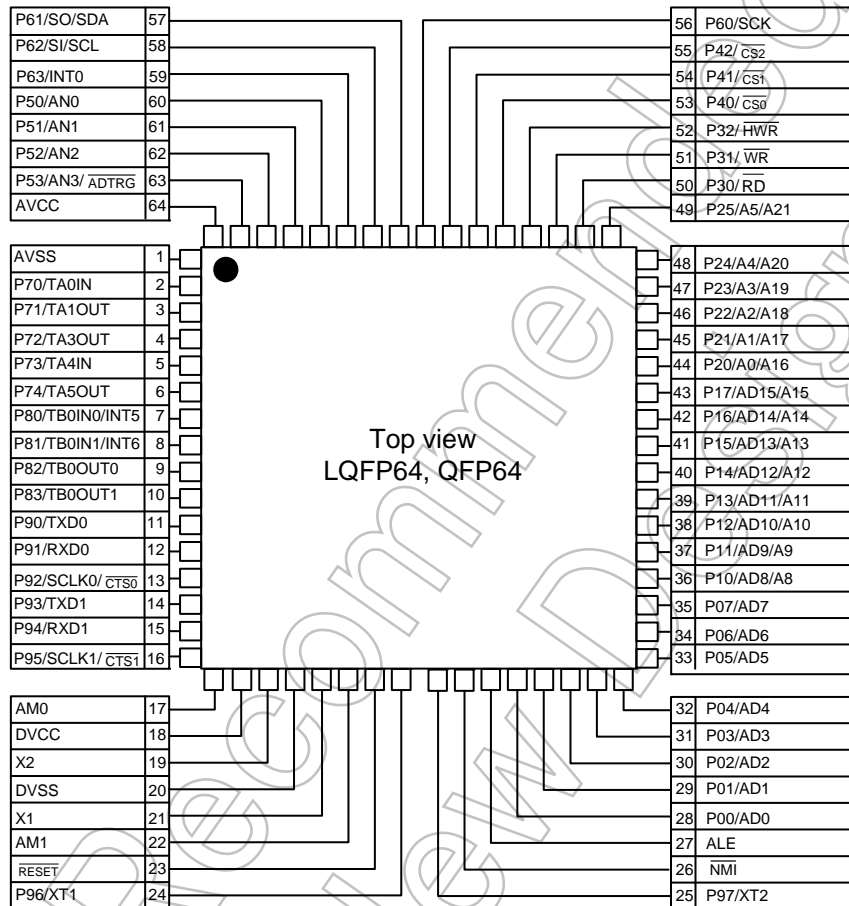 P61/SO/SDA 57
P62/SI/SCL 58
P63/INT0 59
P50/AN0 60
P51/AN1 61
P52/AN2 62
P53/AN3/ ADTRG 63
AVCC 64
56 P60/SCK
55 P42/ CS2
54 P41/ CS1
53 P40/ CS0
52 P32/ HWR
51 P31/ WR
50 P30/ RD
49 P25/A5/A21
AVSS 1
P70/TA0IN 2
P71/TA1OUT 3
P72/TA3OUT 4
P73/TA4IN 5
P74/TA5OUT 6
P80/TB0IN0/INT5 7
P81/TB0IN1/INT6 8
P82/TB0OUT0 9
P83/TB0OUT1 10
P90/TXD0 11
P91/RXD0 12
P92/SCLK0/ CTS0 13
P93/TXD1 14
P94/RXD1 15
P95/SCLK1/ CTS1 16
Top view
LQFP64, QFP64
48 P24/A4/A20
47 P23/A3/A19
46 P22/A2/A18
45 P21/A1/A17
44 P20/A0/A16
43 P17/AD15/A15
42 P16/AD14/A14
41 P15/AD13/A13
40 P14/AD12/A12
39 P13/AD11/A11
38 P12/AD10/A10
37 P11/AD9/A9
36 P10/AD8/A8
35 P07/AD7
34 P06/AD6
33 P05/AD5
AM0 17
DVCC 18
X2 19
DVSS 20
X1 21
AM1 22
RESET 23
P96/XT1 24
32 P04/AD4
31 P03/AD3
30 P02/AD2
29 P01/AD1
28 P00/AD0
27 ALE
26 NMI
25 P97/XT2
Recommended
New Design